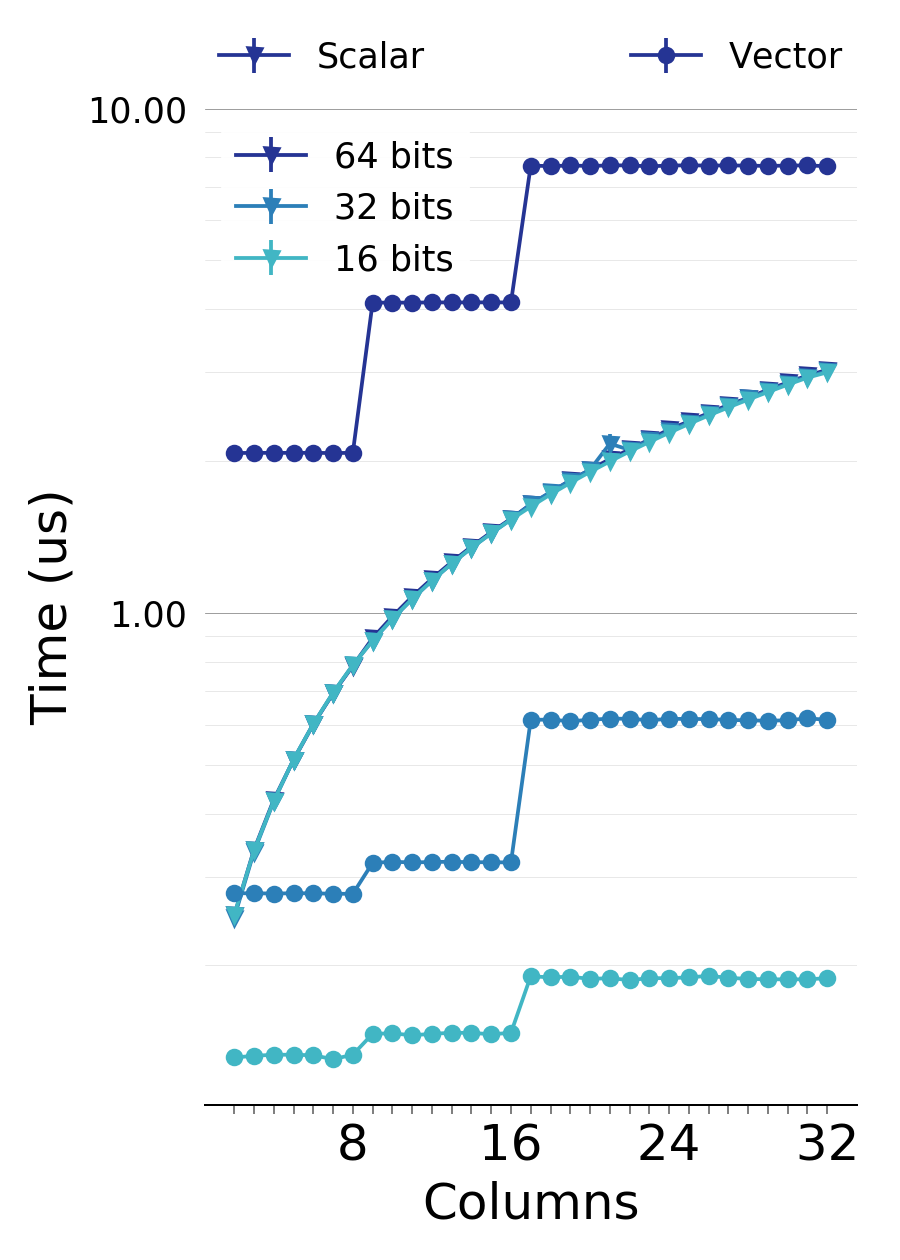 Scalar Vector
10.00
64 bits
32 bits
16 bits
1.00
Time (us)
8 16 24 32
Columns